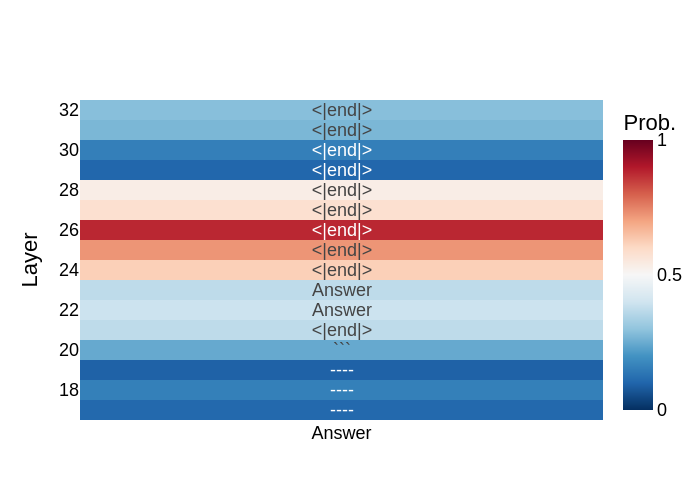 32 <|end|>
<|end|>
30 <|end|>
<|end|>
28 <|end|>
<|end|>
26 <|end|>
<|end|>
24 <|end|>
Answer
22 Answer
<|end|>
20 ```
----
18 ----
----
Answer
Layer
Prob.
1
0.5
0